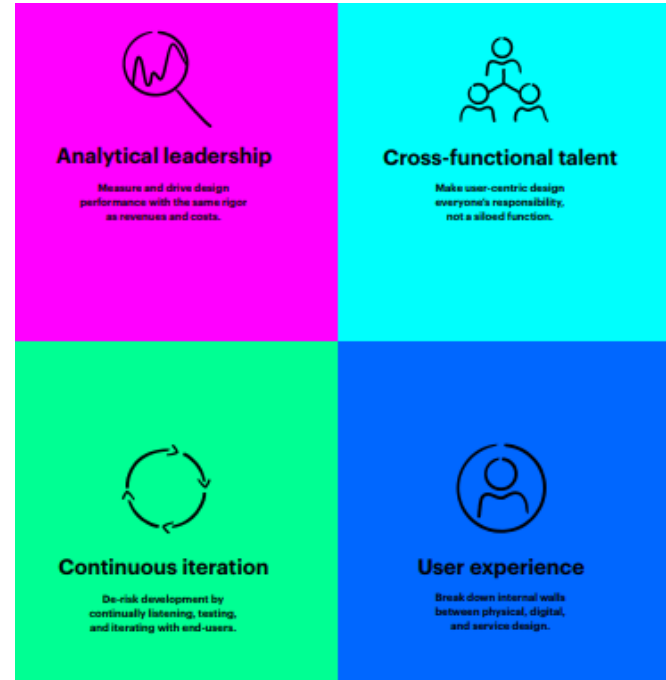 Analytical leadership
Measure and drive design
performance with the same rigor
as revenues and costs.
Cross-functional talent
Make user-centric design
everyone's responsibility,
not a siloed function.
Continuous iteration
De-risk development by
continually listening, testing,
and iterating with end-users.
User experience
Break down internal walls
between physical, digital,
and service design.